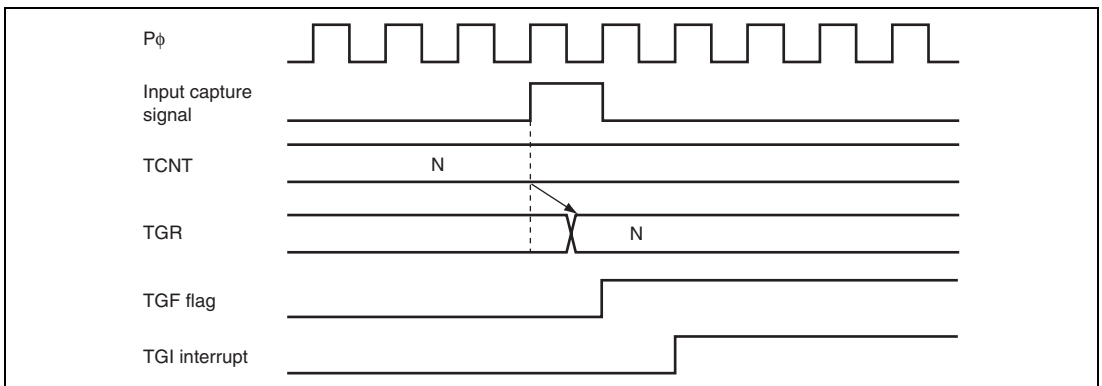 Pϕ
Input capture
signal
TCNT
N
TGR
N
TGF flag
TGI interrupt